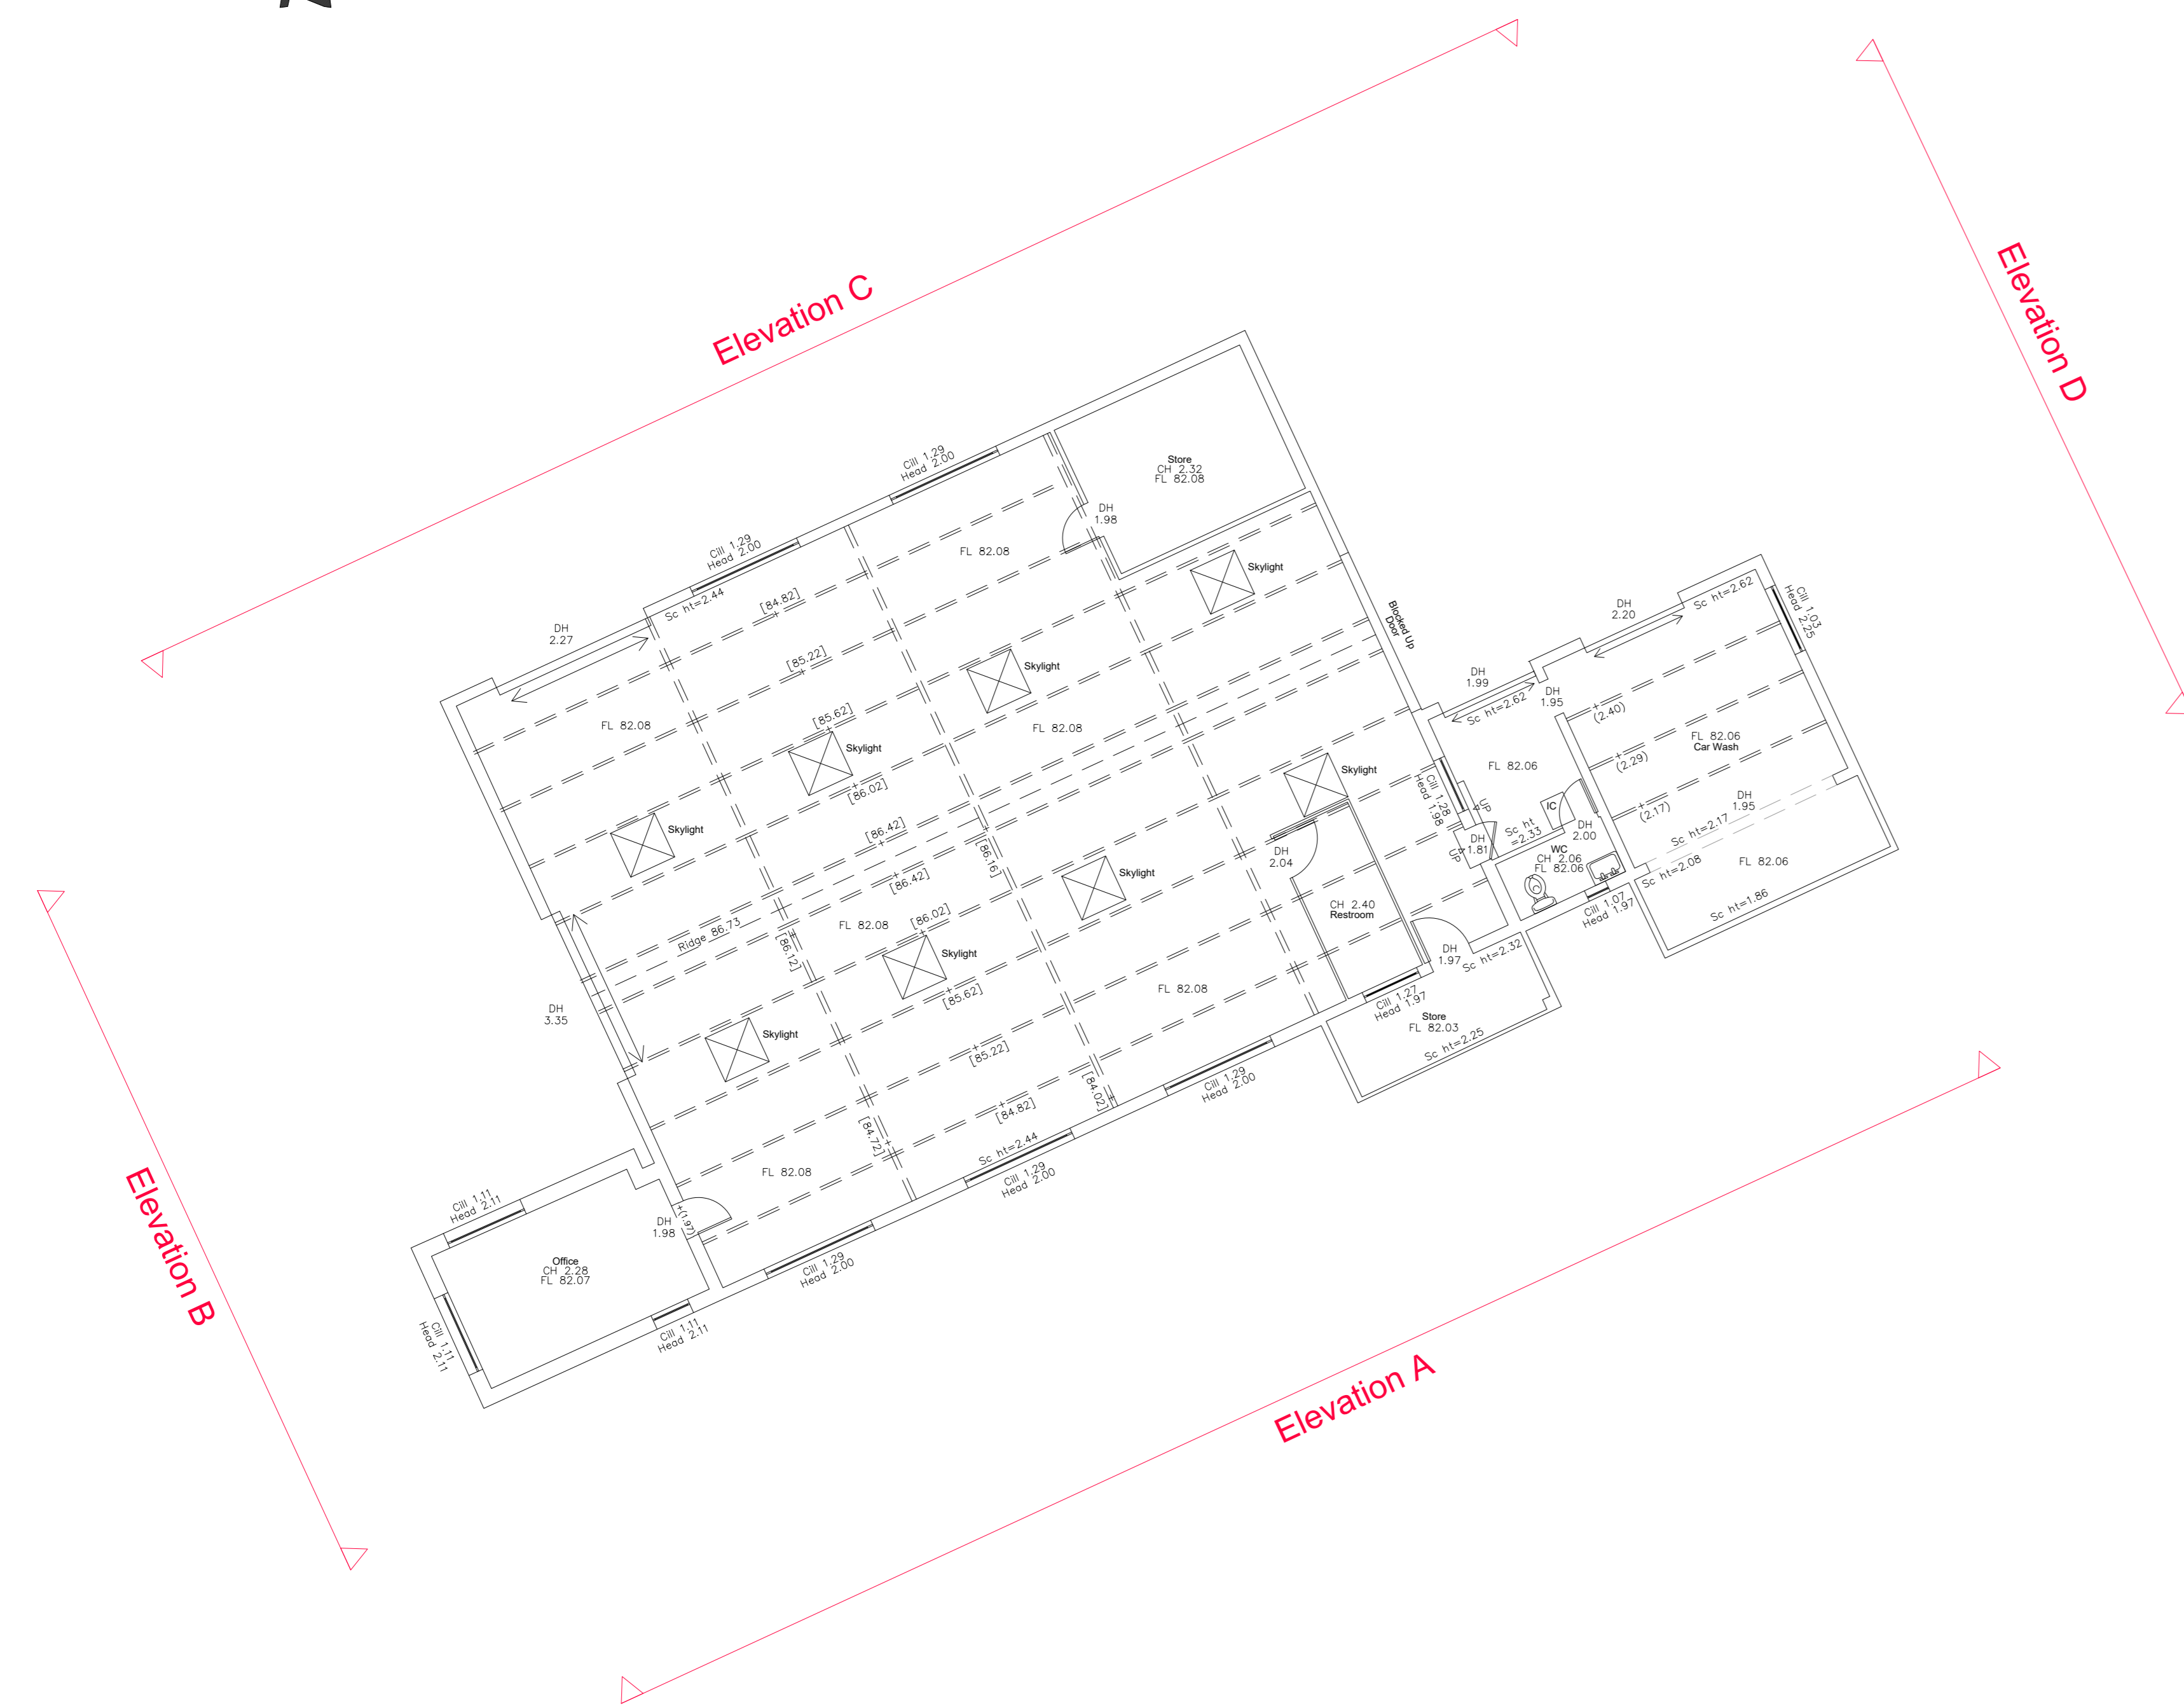 Elevation C
Elevation D
Store
CH 2.32
FL 82.08
Cill 1.29
Head 2.00
DH
1.98
FL 82.08
Cill 1.29
Head 2.00
Skylight
Sc ht=2.44
[84.82]
DH
2.27
Blocked Up
Door
DH
2.20
Sc ht=2.62
Cill 1.03
Head 2.25
[85.22]
Skylight
DH
1.99
DH
1.95
Sc ht=2.62
(2.40)
FL 82.08
[85.62]
FL 82.08
FL 82.06
Car Wash
Skylight
(2.29)
FL 82.06
Skylight
[86.02]
Cill 1.28
Head 1.98
UP
IC
DH
1.95
(2.17)
Skylight
[86.42]
Sc ht
=2.33
DH
2.00
Sc ht=2.17
DH
1.81
UP
DH
2.04
WC
CH 2.06
FL 82.06
FL 82.06
[86.16]
[86.42]
Skylight
Sc ht=2.08
CH 2.40
Restroom
Cill 1.07
Head 1.97
Sc ht=1.86
[86.02]
FL 82.08
Ridge 86.73
[86.12]
Skylight
DH
1.97
Sc ht=2.32
FL 82.08
[85.62]
Cill 1.27
Head 1.97
DH
3.35
Store
FL 82.03
Skylight
Sc ht=2.25
[85.22]
Cill 1.29
Head 2.00
[84.02]
[84.82]
[84.72]
Sc ht=2.44
FL 82.08
Cill 1.29
Head 2.00
Elevation B
Cill 1.11
Head 2.11
DH
1.98
+(1.97)
Office
CH 2.28
FL 82.07
Cill 1.29
Head 2.00
Cill 1.11
Head 2.11
Cill 1.11
Head 2.11
Elevation A